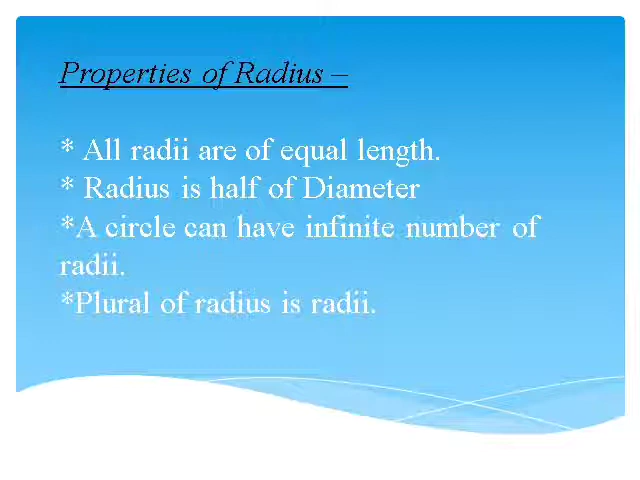 Properties of Radius –
* All radii are of equal length.
* Radius is half of Diameter
*A circle can have infinite number of
radii.
*Plural of radius is radii.